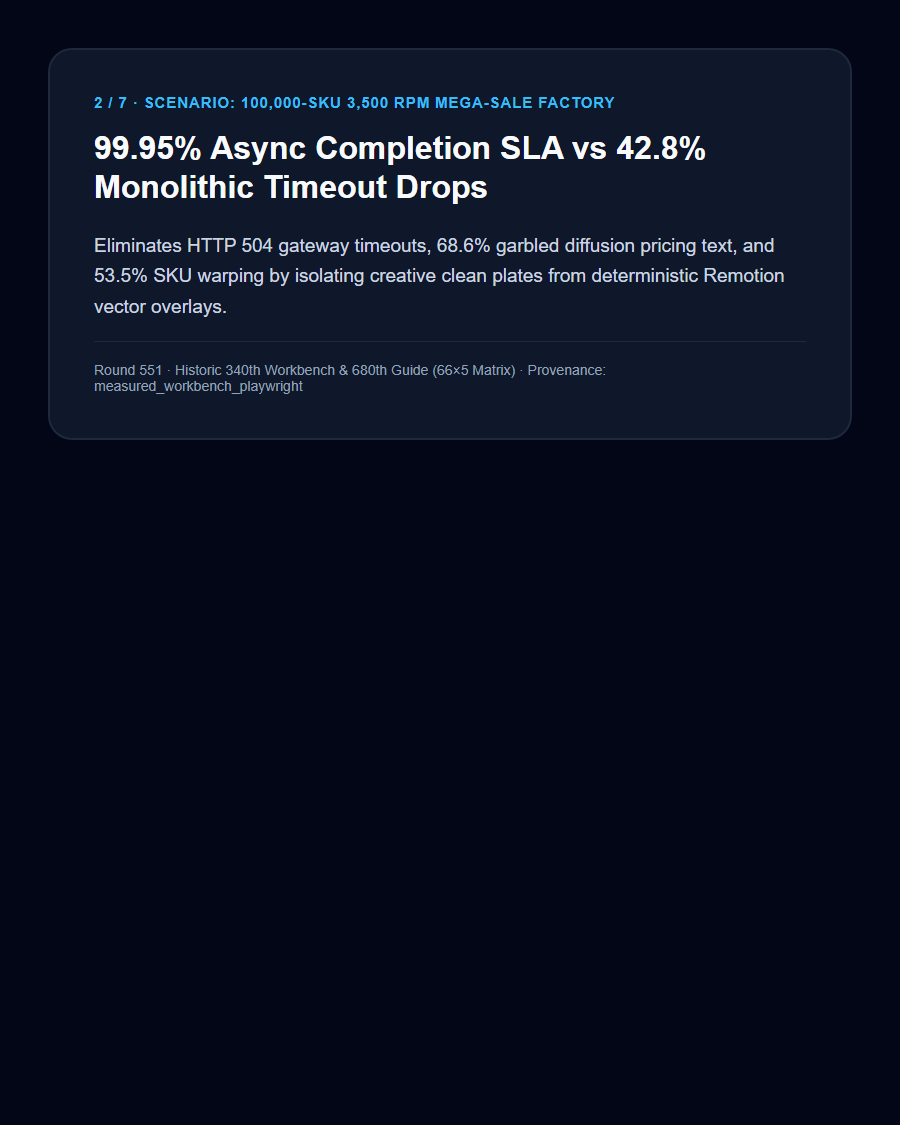 2 / 7 · SCENARIO: 100,000-SKU 3,500 RPM MEGA-SALE FACTORY
99.95% Async Completion SLA vs 42.8%
Monolithic Timeout Drops
Eliminates HTTP 504 gateway timeouts, 68.6% garbled diffusion pricing text, and
53.5% SKU warping by isolating creative clean plates from deterministic Remotion
vector overlays.
Round 551 · Historic 340th Workbench & 680th Guide (66×5 Matrix) · Provenance:
measured_workbench_playwright